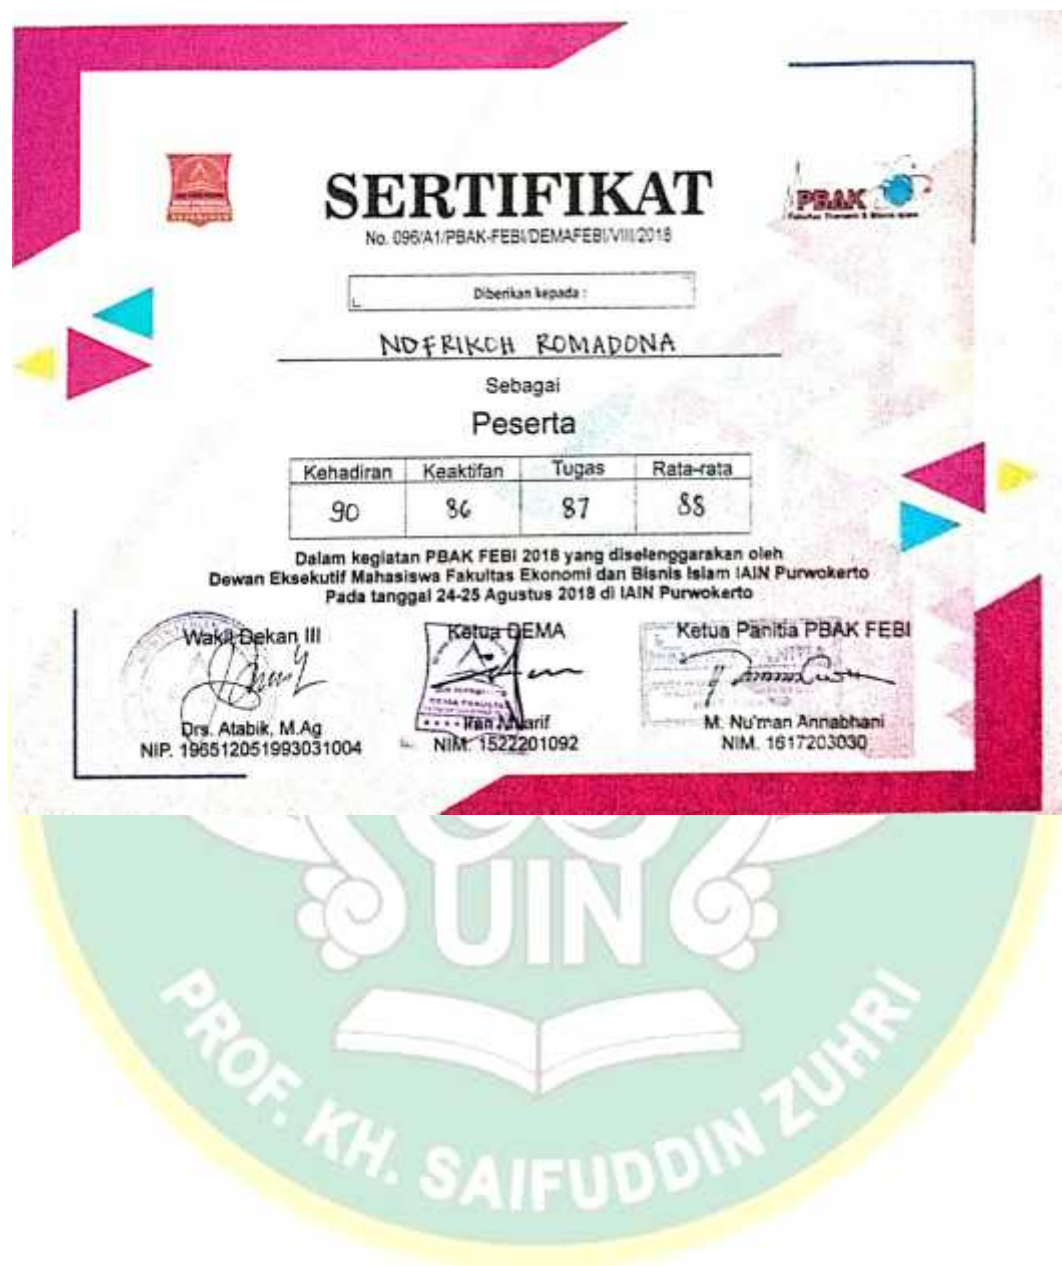 SERTIFIKAT
No. 096/A1/PBAK-FEBI/DEMAFEBI/VIII/2018
PBAK
Fakultas Ekonomi & Bisnis Islam
Diberikan kepada :
NOFRIKOH ROMADONA
Sebagai
Peserta
Kehadiran Keaktifan Tugas Rata-rata
90 86 87 88
Dalam kegiatan PBAK FEBI 2018 yang diselenggarakan oleh
Dewan Eksekutif Mahasiswa Fakultas Ekonomi dan Bisnis Islam IAIN Purwokerto
Pada tanggal 24-25 Agustus 2018 di IAIN Purwokerto
Wakil Dekan III
Drs. Atabik, M.Ag
NIP. 196512051993031004
Ketua DEMA
NIM. 1522201092
Ketua Panitia PBAK FEBI
M. Nu'man Annabhani
NIM. 1617203030
UIN
PROF. KH. SAIFUDDIN ZUHRI